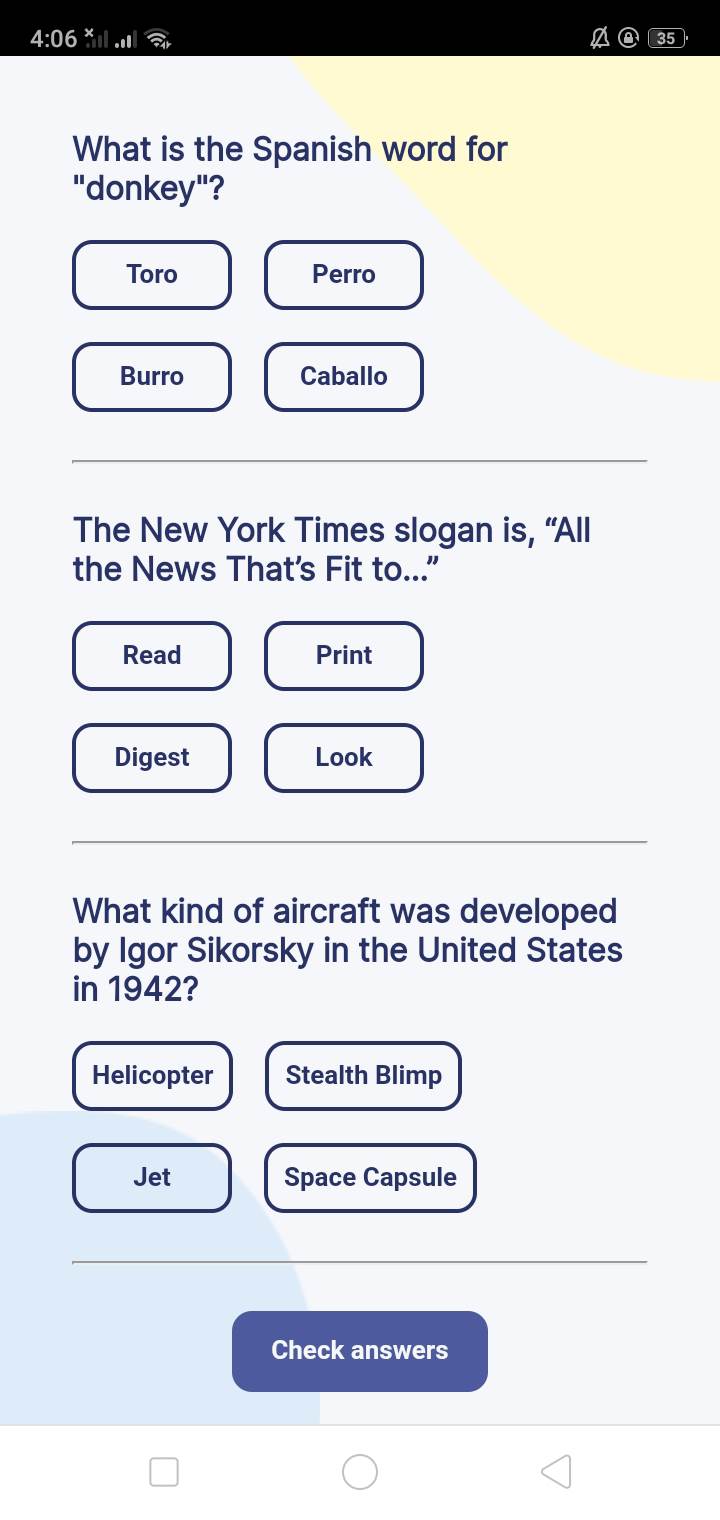 4:06
35
What is the Spanish word for
"donkey"?
Toro
Perro
Burro
Caballo
The New York Times slogan is, “All
the News That’s Fit to...”
Read
Print
Digest
Look
What kind of aircraft was developed
by Igor Sikorsky in the United States
in 1942?
Helicopter
Stealth Blimp
Jet
Space Capsule
Check answers